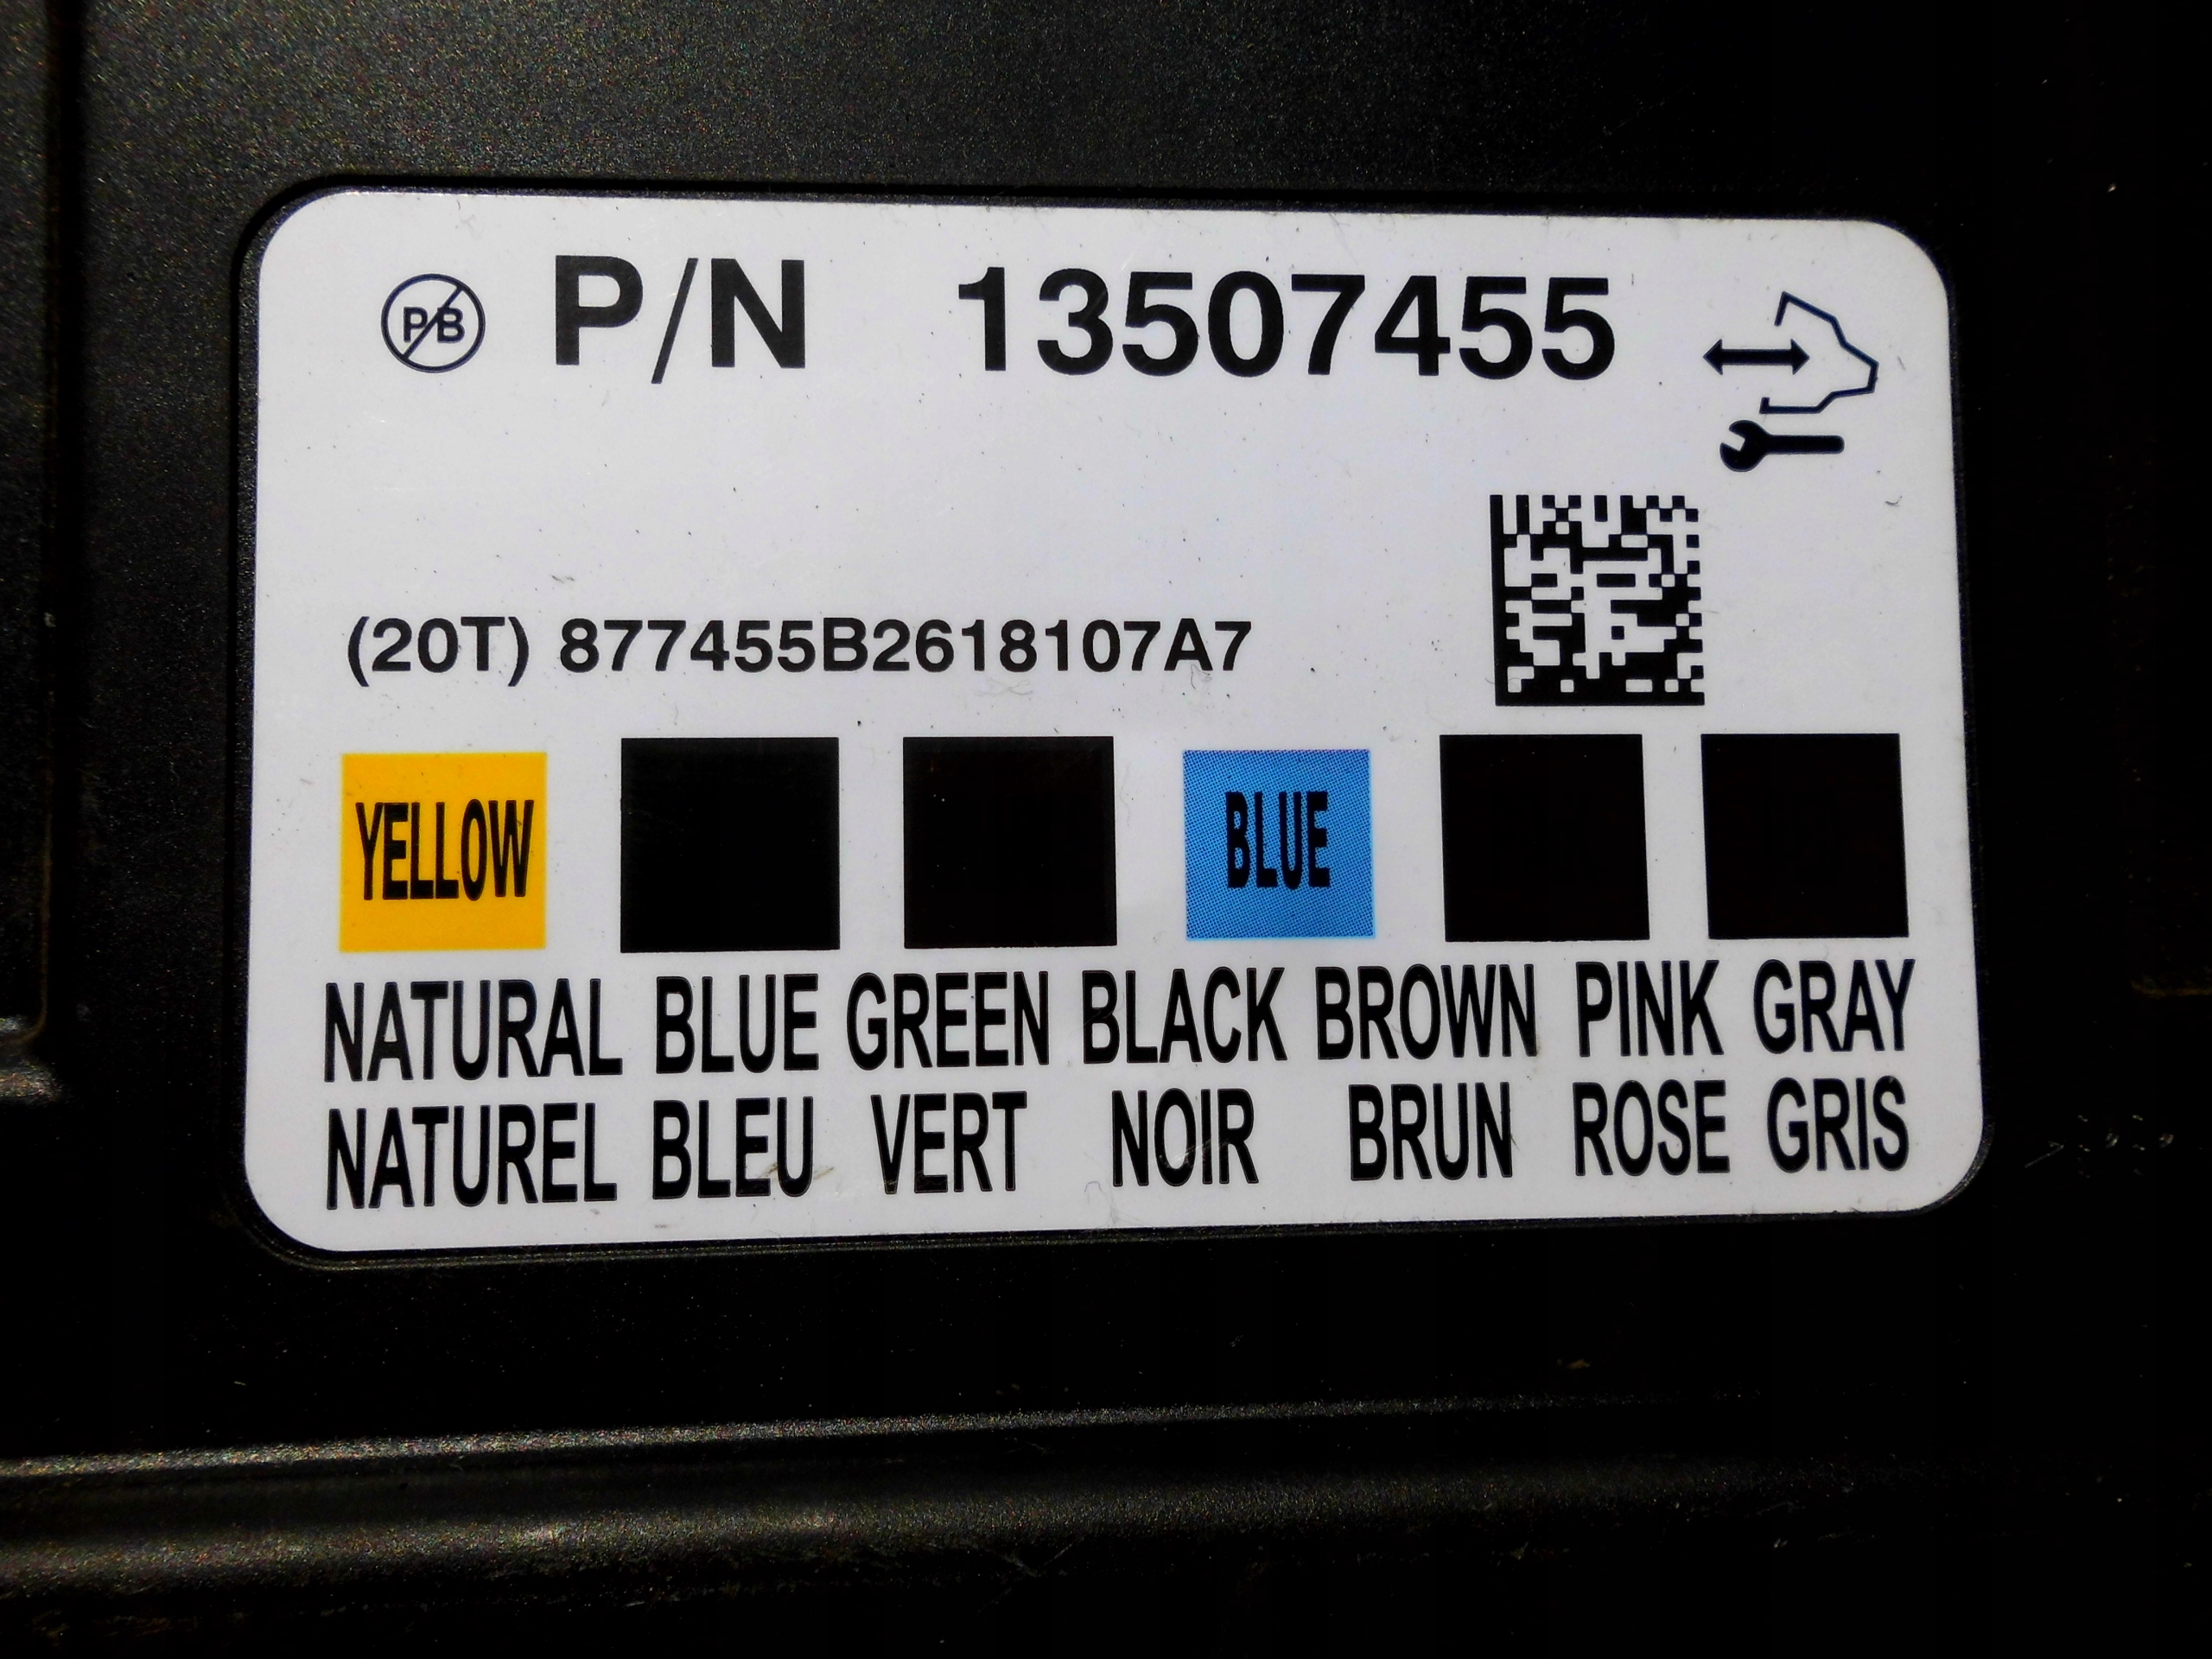 PB P/N 13507455
(20T) 877455B2618107A7
YELLOW BLUE
NATURAL BLUE GREEN BLACK BROWN PINK GRAY
NATUREL BLEU VERT NOIR BRUN ROSE GRIS